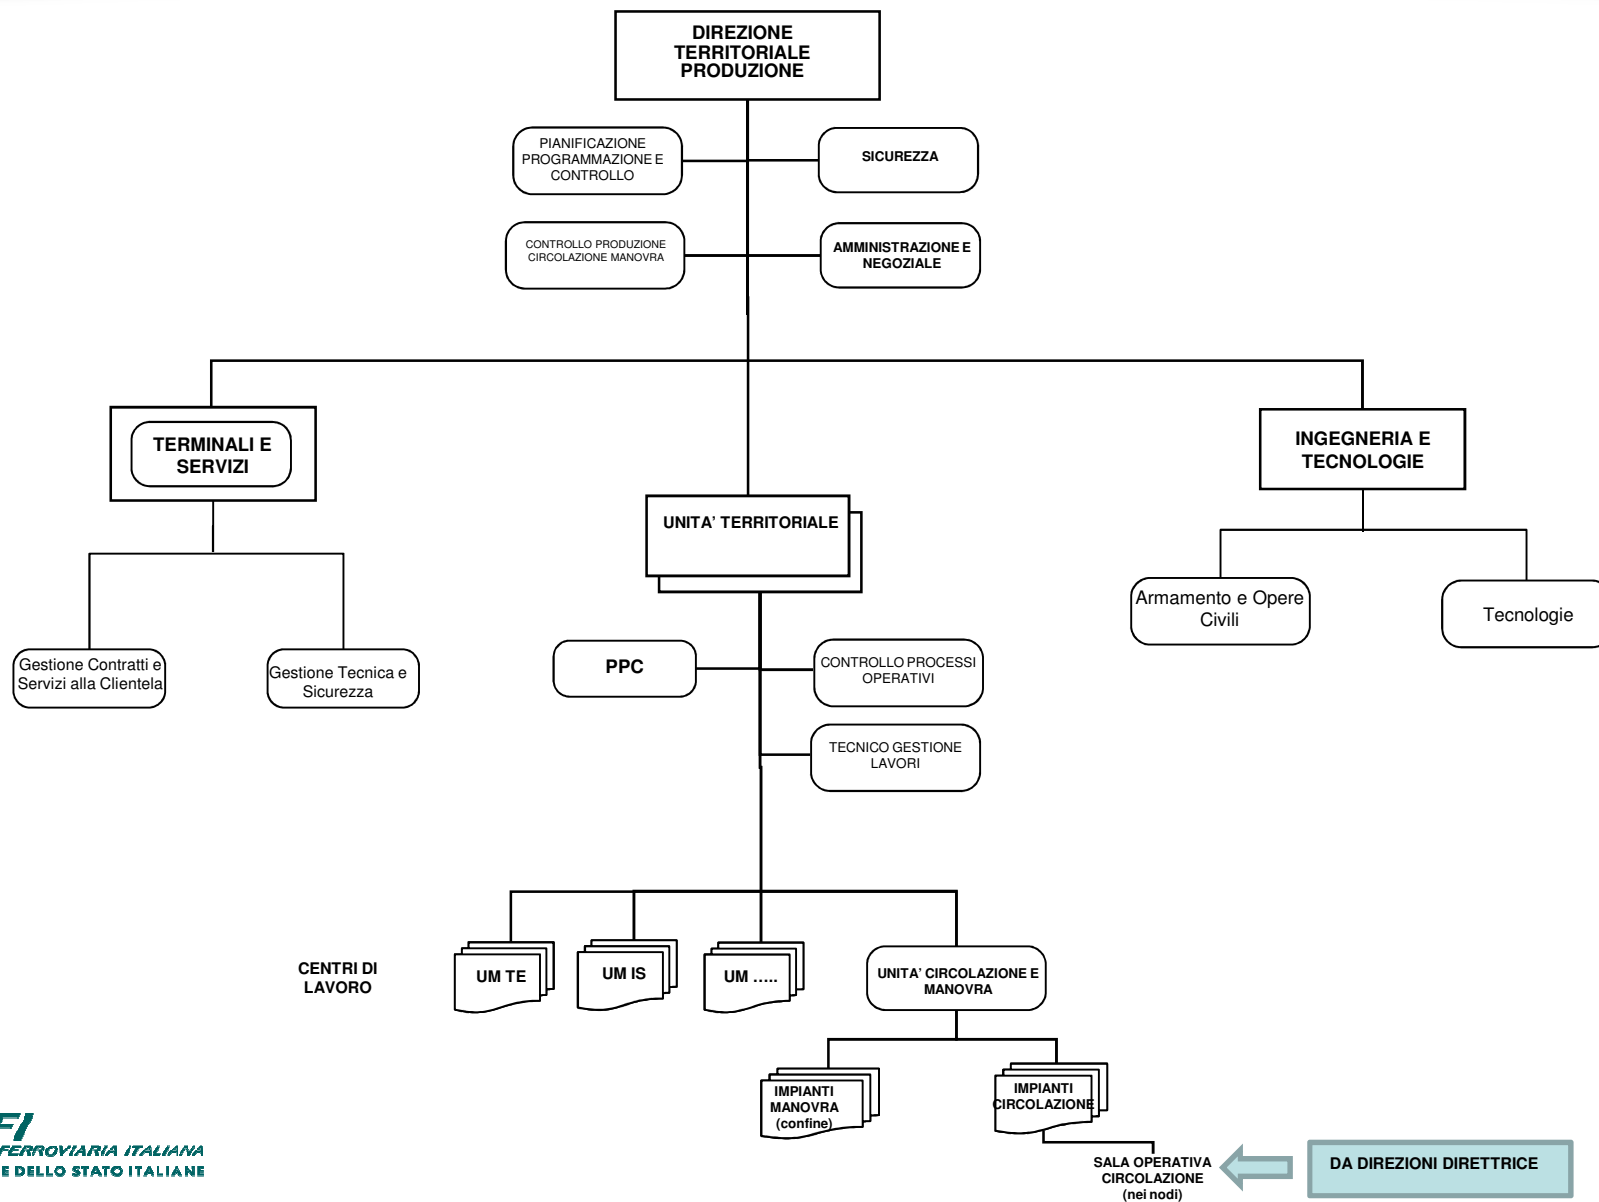 DIREZIONE
TERRITORIALE
PRODUZIONE
PIANIFICAZIONE
PROGRAMMAZIONE E
CONTROLLO
SICUREZZA
CONTROLLO PRODUZIONE
CIRCOLAZIONE MANOVRA
AMMINISTRAZIONE E
NEGOZIALE
TERMINALI E
SERVIZI
INGEGNERIA E
TECNOLOGIE
UNITA’ TERRITORIALE
Armamento e Opere
Civili
Tecnologie
Gestione Contratti e
Servizi alla Clientela
Gestione Tecnica e
Sicurezza
PPC
CONTROLLO PROCESSI
OPERATIVI
TECNICO GESTIONE
LAVORI
CENTRI DI
LAVORO
UM TE
UM IS
UM …..
UNITA’ CIRCOLAZIONE E
MANOVRA
IMPIANTI
MANOVRA
(confine)
IMPIANTI
CIRCOLAZIONE
SALA OPERATIVA
CIRCOLAZIONE
(nei nodi)
DA DIREZIONI DIRETTRICE
FI
FERROVIARIA ITALIANA
E DELLO STATO ITALIANE